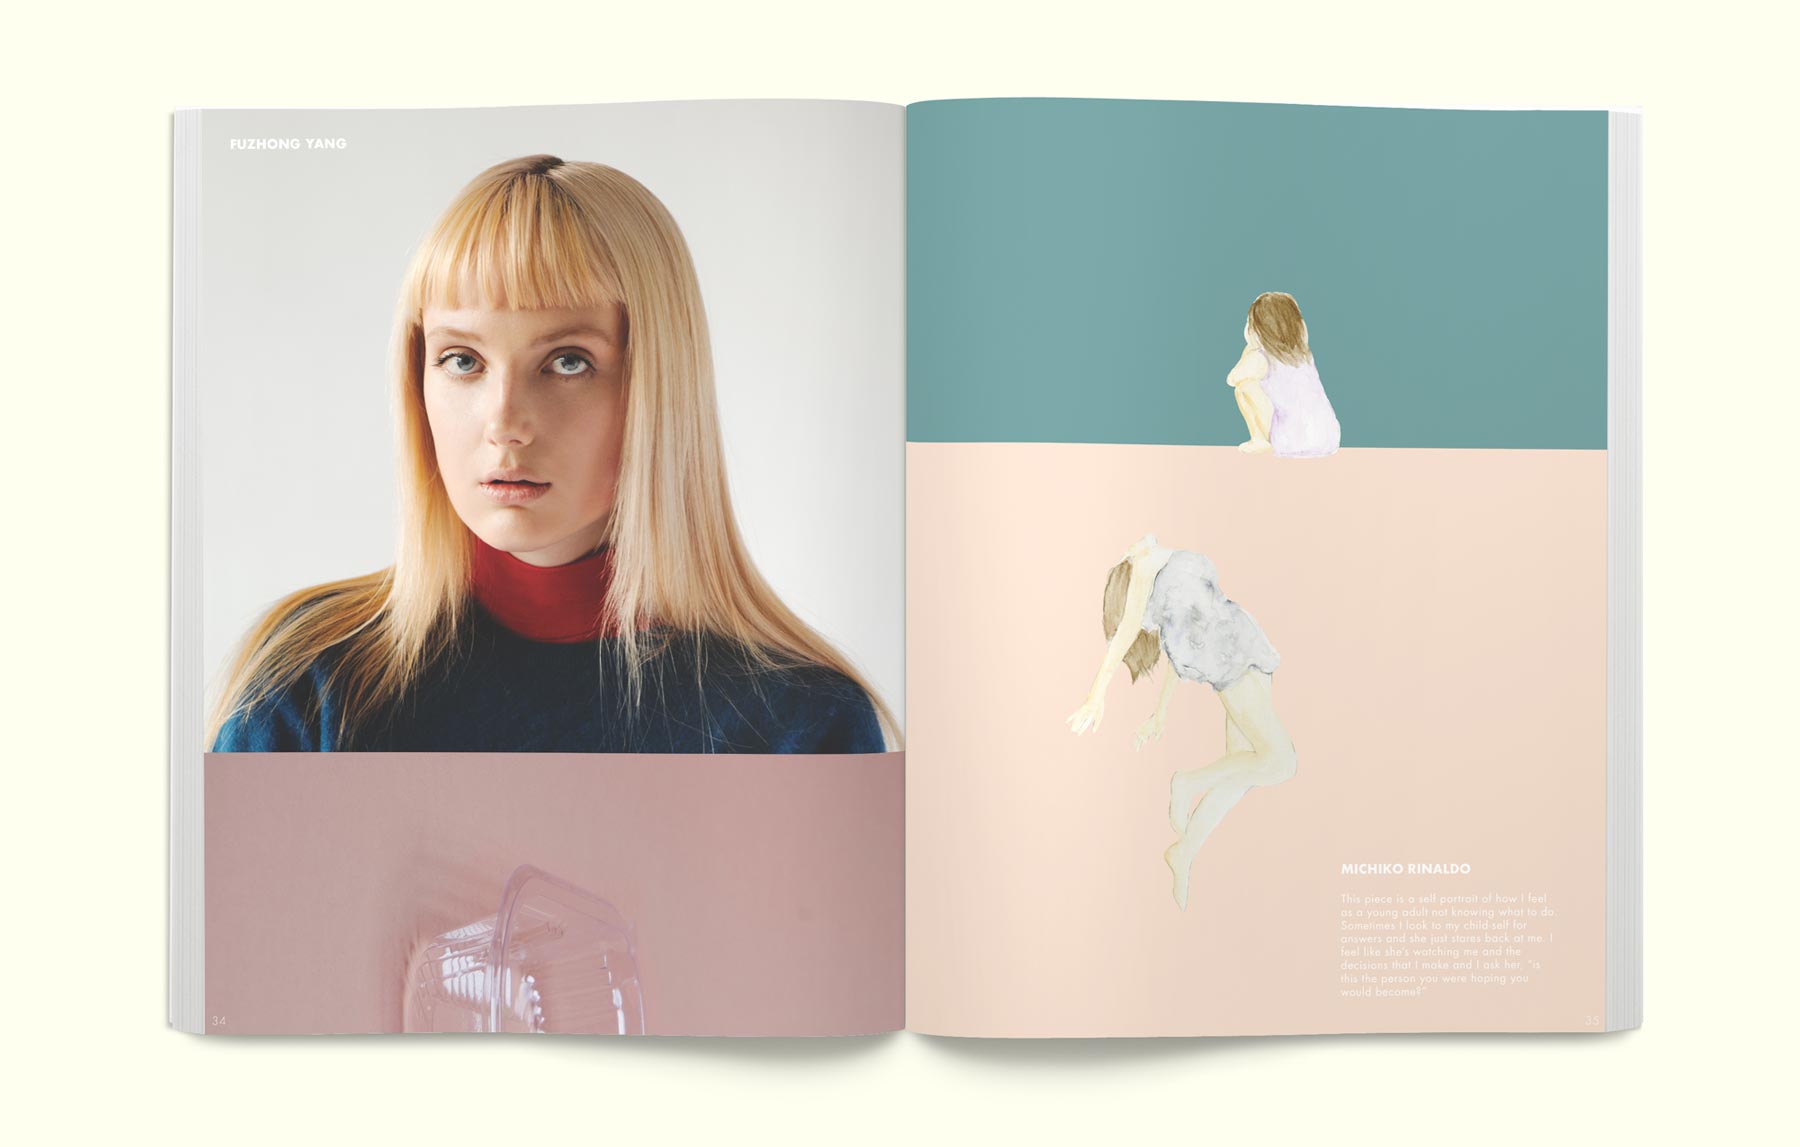 FUZHONG YANG
34
MICHIKO RINALDO
This piece is a self portrait of how I feel
as a young adult not knowing what to do.
Sometimes I look to my child-self for
answers and she just stares back at me. I
feel like she's watching me and the
decisions that I make and I ask her, "is
this the person you were hoping you
would become?"
35